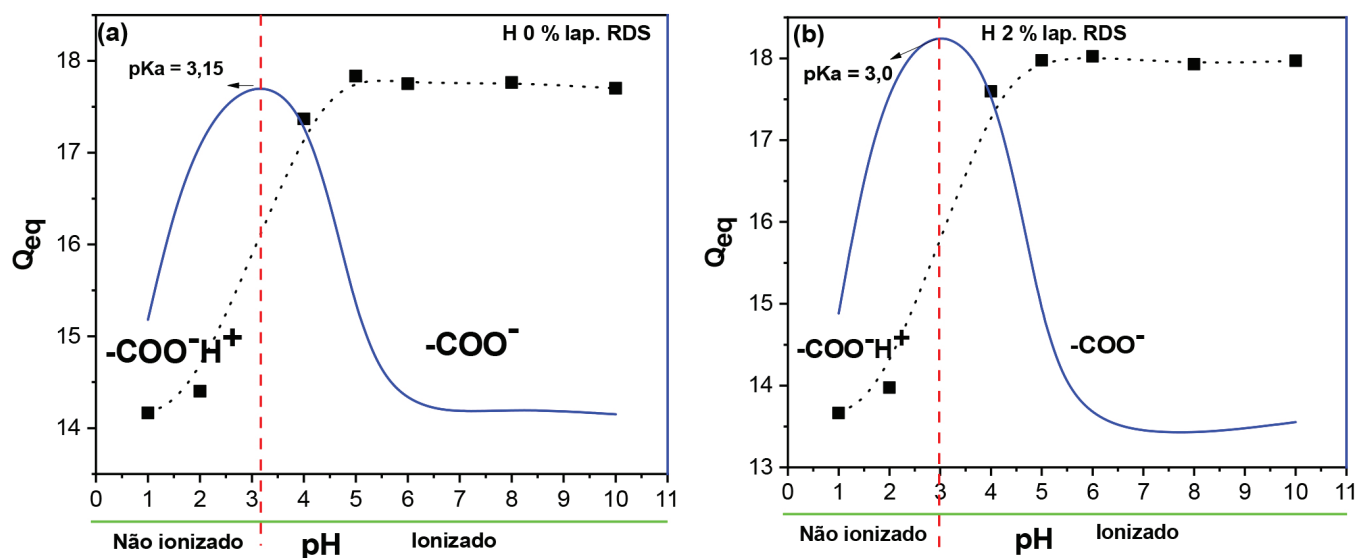 (a)
H 0 % lap. RDS
pKa = 3,15
18
17
16
15
14
Qeq
-COO⁻H⁺
-COO⁻
0 1 2 3 4 5 6 7 8 9 10 11
Não ionizado pH Ionizado
(b)
H 2 % lap. RDS
pKa = 3,0
18
17
16
15
14
13
Qeq
-COO⁻H⁺
-COO⁻
0 1 2 3 4 5 6 7 8 9 10 11
Não ionizado pH Ionizado